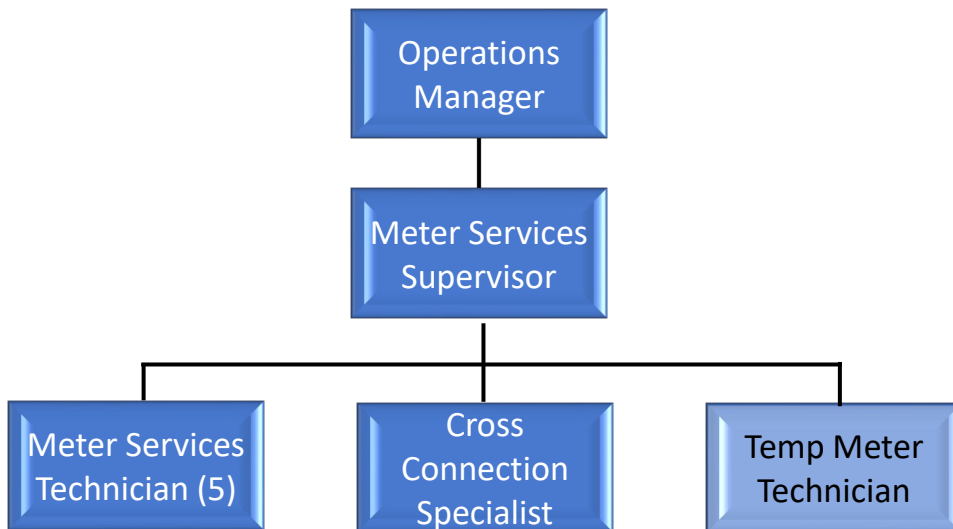 Operations
Manager
Meter Services
Supervisor
Meter Services
Technician (5)
Cross
Connection
Specialist
Temp Meter
Technician